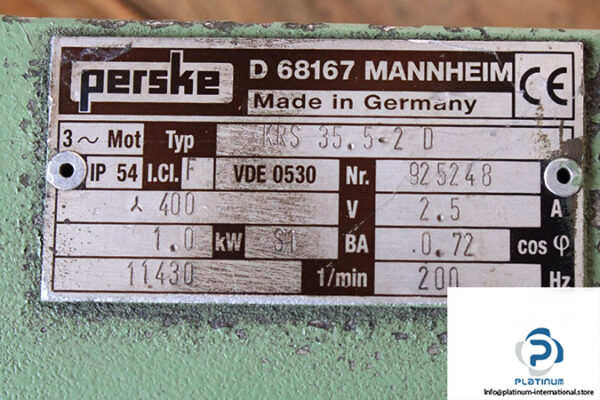 perske D 68167 MANNHEIM CE
Made in Germany
3~ Mot Typ KRS 35.5-2 D
IP 54 I.Cl. F VDE 0530 Nr. 925248
⅄ 400 V 2.5 A
1.0 kW S1 BA 0.72 cos φ
11430 1/min 200 Hz
PLATINUM
Info@platinum-international.store